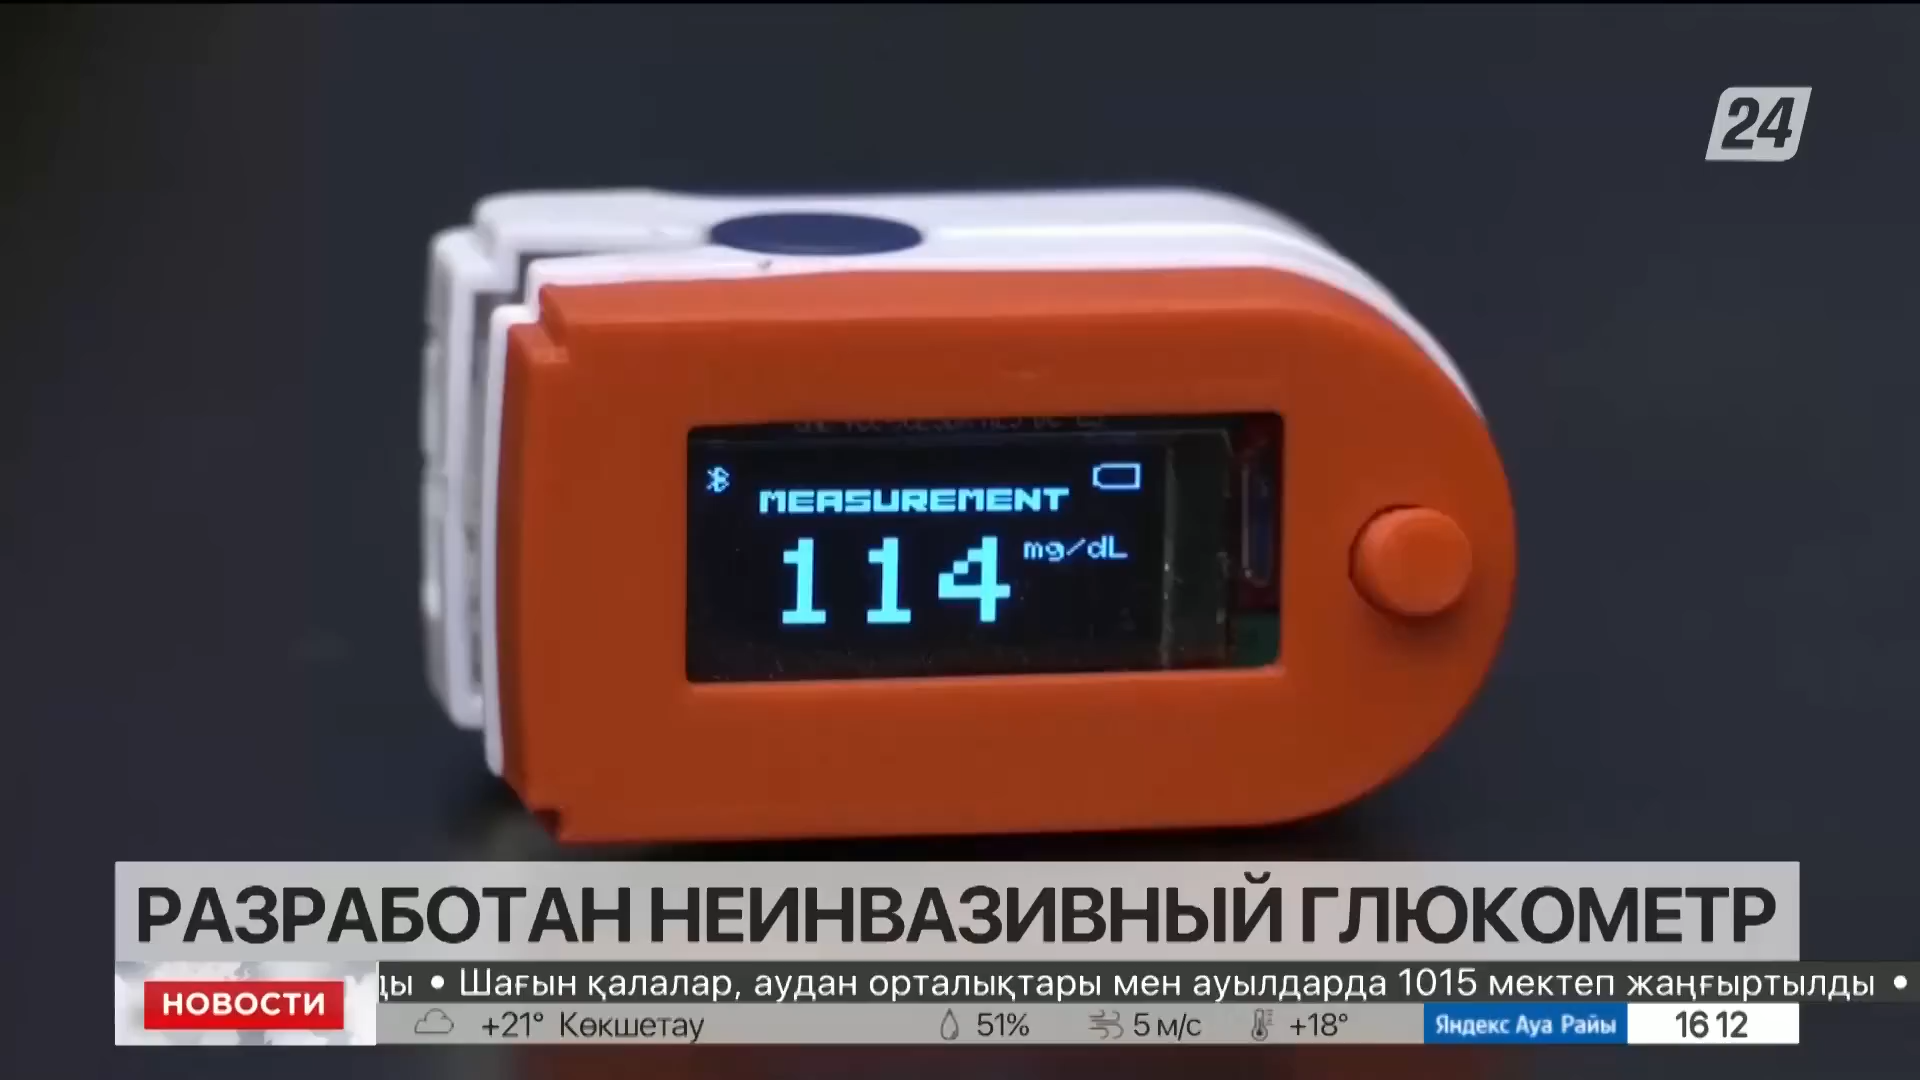 24
MEASUREMENT
114 mg/dL
РАЗРАБОТАН НЕИНВАЗИВНЫЙ ГЛЮКОМЕТР
НОВОСТИ
ды • Шағын қалалар, аудан орталықтары мен ауылдарда 1015 мектеп жаңғыртылды •
+21° Көкшетау 51% 5 м/с +18° Яндекс Ауа Райы 16 12